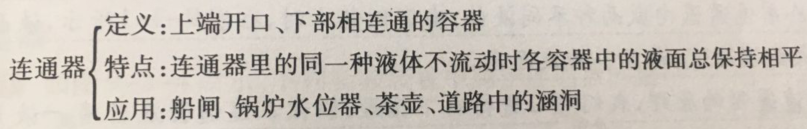 定义:上端开口、下部相连通的容器
连通器 特点:连通器里的同一种液体不流动时各容器中的液面总保持相平
应用:船闸、锅炉水位器、茶壶、道路中的涵洞